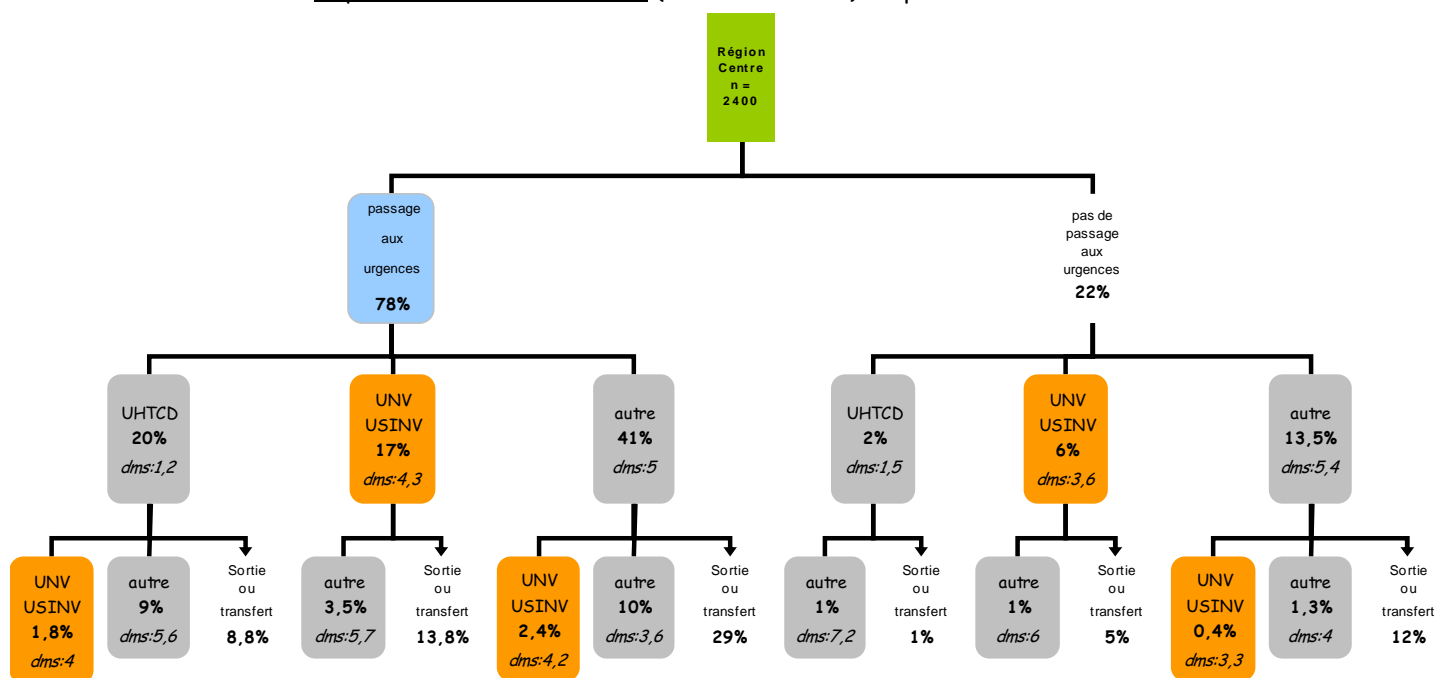 Région
Centre
n =
2400
passage
aux
urgences
78%
pas de
passage
aux
urgences
22%
UHTCD
20%
dms:1,2
UNV
USINV
17%
dms:4,3
autre
41%
dms:5
UHTCD
2%
dms:1,5
UNV
USINV
6%
dms:3,6
autre
13,5%
dms:5,4
UNV
USINV
1,8%
dms:4
autre
9%
dms:5,6
Sortie
ou
transfert
8,8%
autre
3,5%
dms:5,7
Sortie
ou
transfert
13,8%
UNV
USINV
2,4%
dms:4,2
autre
10%
dms:3,6
Sortie
ou
transfert
29%
autre
1%
dms:7,2
Sortie
ou
transfert
1%
autre
1%
dms:6
Sortie
ou
transfert
5%
UNV
USINV
0,4%
dms:3,3
autre
1,3%
dms:4
Sortie
ou
transfert
12%